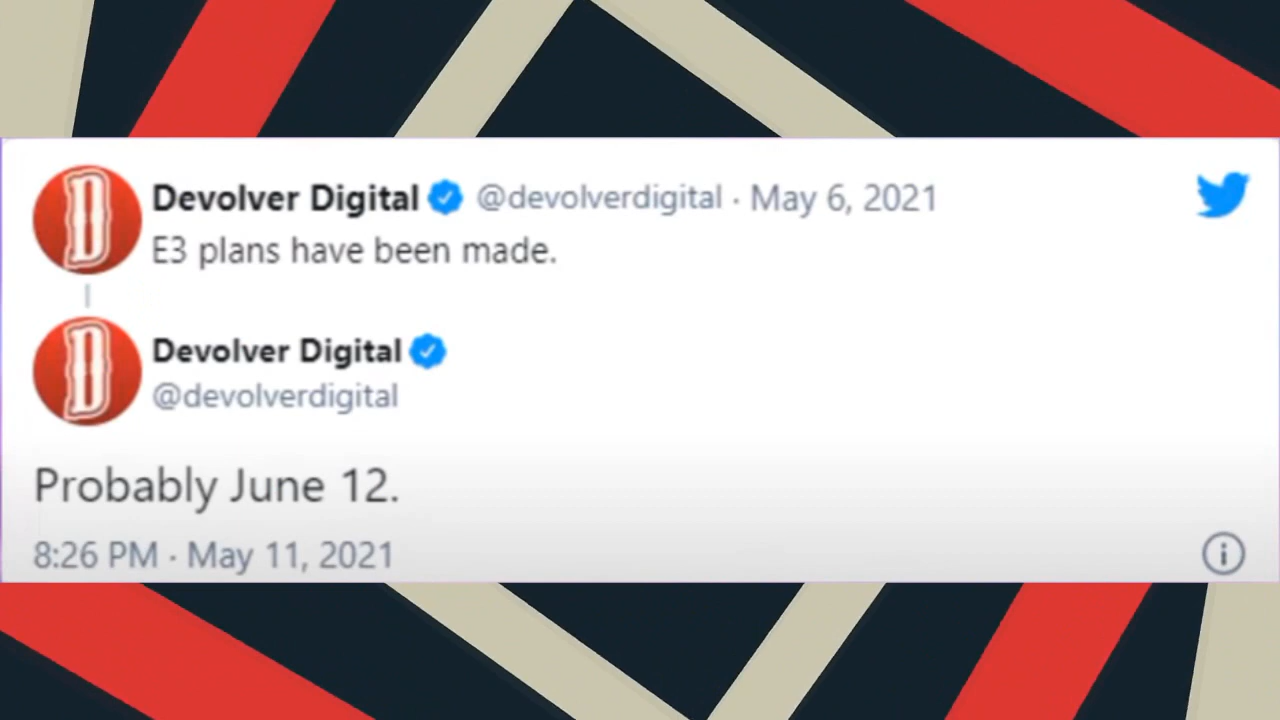 Devolver Digital @devolverdigital · May 6, 2021
E3 plans have been made.
Devolver Digital
@devolverdigital
Probably June 12.
8:26 PM · May 11, 2021